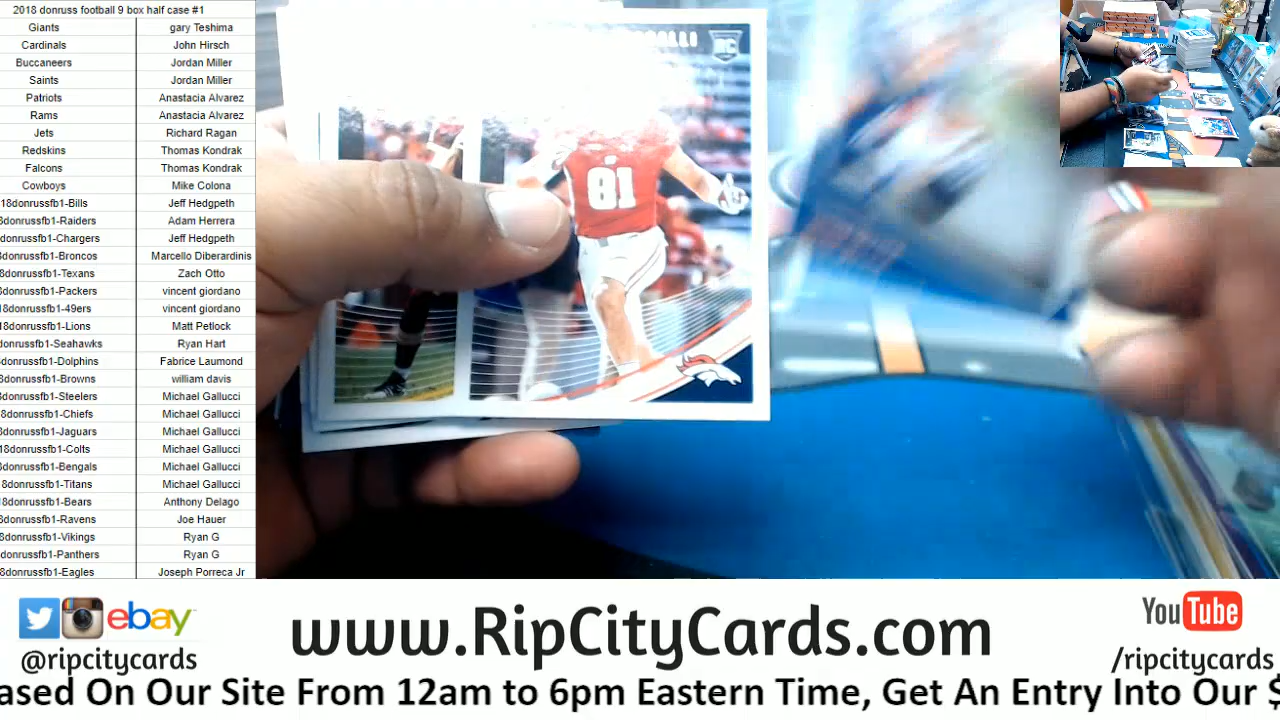 2018 donruss football 9 box half case #1
Giants gary Teshima
Cardinals John Hirsch
Buccaneers Jordan Miller
Saints Jordan Miller
Patriots Anastacia Alvarez
Rams Anastacia Alvarez
Jets Richard Ragan
Redskins Thomas Kondrak
Falcons Thomas Kondrak
Cowboys Mike Colona
18donrussfb1-Bills Jeff Hedgpeth
8donrussfb1-Raiders Adam Herrera
donrussfb1-Chargers Jeff Hedgpeth
8donrussfb1-Broncos Marcello Diberardinis
8donrussfb1-Texans Zach Otto
donrussfb1-Packers vincent giordano
18donrussfb1-49ers vincent giordano
18donrussfb1-Lions Matt Petlock
onrussfb1-Seahawks Ryan Hart
donrussfb1-Dolphins Fabrice Laumond
8donrussfb1-Browns william davis
donrussfb1-Steelers Michael Gallucci
8donrussfb1-Chiefs Michael Gallucci
donrussfb1-Jaguars Michael Gallucci
18donrussfb1-Colts Michael Gallucci
donrussfb1-Bengals Michael Gallucci
18donrussfb1-Titans Michael Gallucci
18donrussfb1-Bears Anthony Delago
donrussfb1-Ravens Joe Hauer
8donrussfb1-Vikings Ryan G
donrussfb1-Panthers Ryan G
8donrussfb1-Eagles Joseph Porreca Jr
RC
81
ebay
@ripcitycards
www.RipCityCards.com
YouTube
/ripcitycards
ased On Our Site From 12am to 6pm Eastern Time, Get An Entry Into Our $